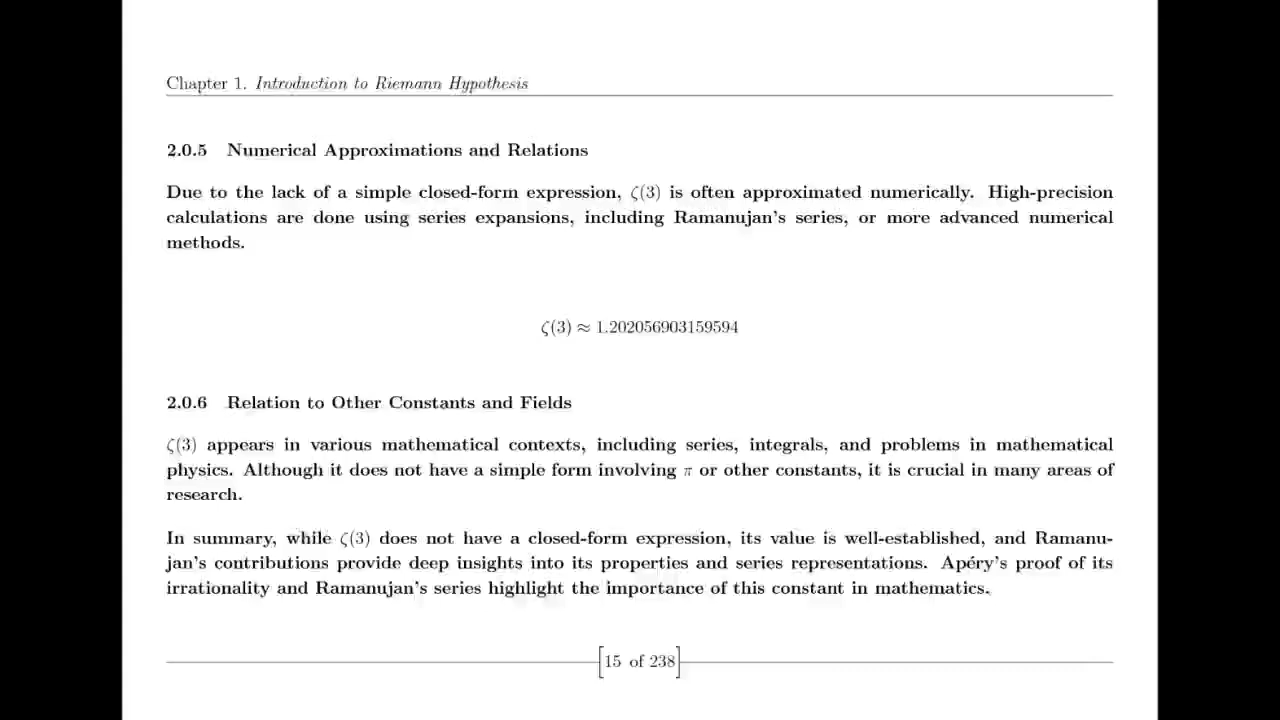 Chapter 1. Introduction to Riemann Hypothesis
2.0.5 Numerical Approximations and Relations
Due to the lack of a simple closed-form expression, ζ(3) is often approximated numerically. High-precision
calculations are done using series expansions, including Ramanujan's series, or more advanced numerical
methods.
ζ(3) ≈ 1.202056903159594
2.0.6 Relation to Other Constants and Fields
ζ(3) appears in various mathematical contexts, including series, integrals, and problems in mathematical
physics. Although it does not have a simple form involving π or other constants, it is crucial in many areas of
research.
In summary, while ζ(3) does not have a closed-form expression, its value is well-established, and Ramanu-
jan's contributions provide deep insights into its properties and series representations. Apéry's proof of its
irrationality and Ramanujan's series highlight the importance of this constant in mathematics.
[15 of 238]